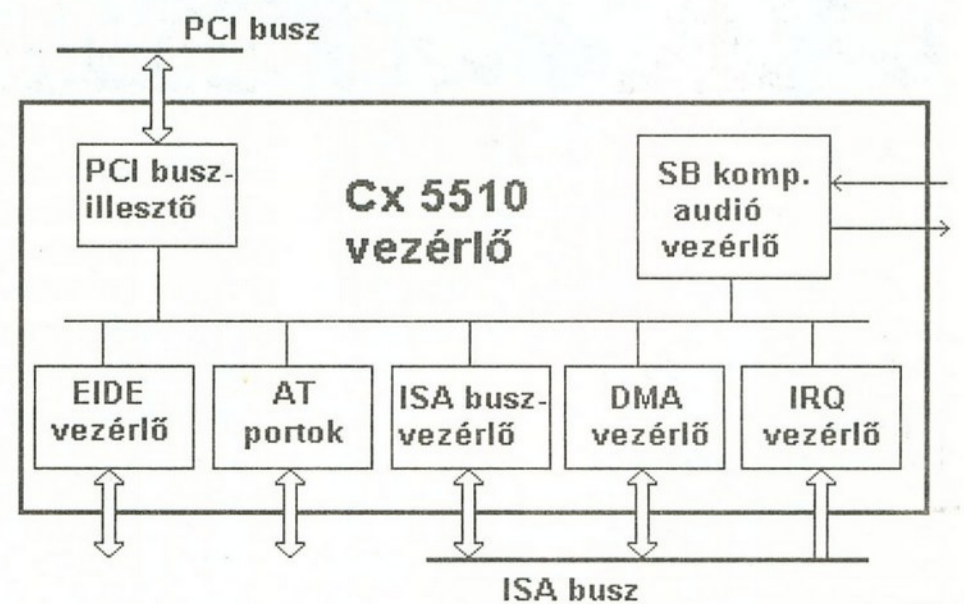 PCI busz
PCI busz-
illesztő
Cx 5510
vezérlő
SB komp.
audió
vezérlő
EIDE
vezérlő
AT
portok
ISA busz-
vezérlő
DMA
vezérlő
IRQ
vezérlő
ISA busz